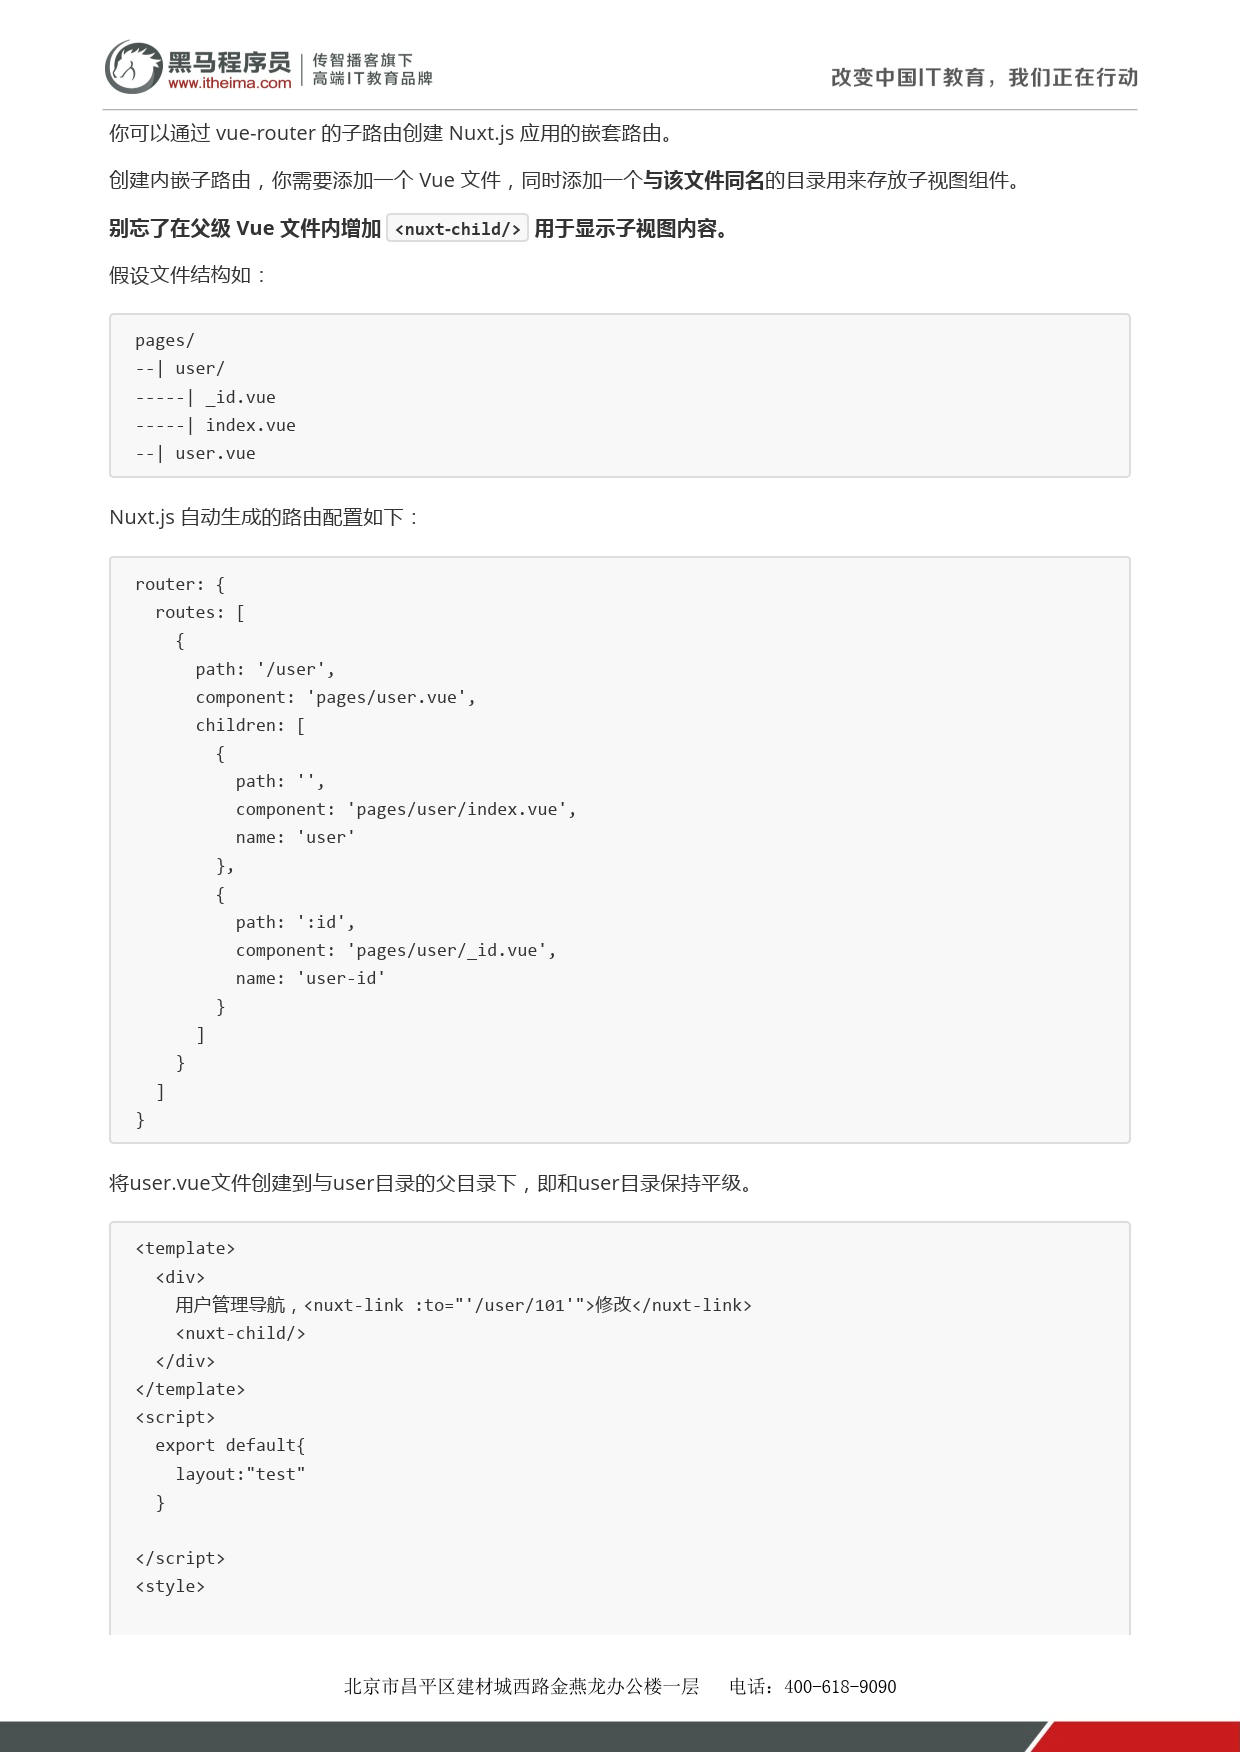 黑马程序员
www.itheima.com
传智播客旗下
高端IT教育品牌
改变中国IT教育，我们正在行动
你可以通过 vue-router 的子路由创建 Nuxt.js 应用的嵌套路由。
创建内嵌子路由，你需要添加一个 Vue 文件，同时添加一个与该文件同名的目录用来存放子视图组件。
别忘了在父级 Vue 文件内增加 <nuxt-child/> 用于显示子视图内容。
假设文件结构如：
pages/
--| user/
-----| _id.vue
-----| index.vue
--| user.vue
Nuxt.js 自动生成的路由配置如下：
router: {
  routes: [
    {
      path: '/user',
      component: 'pages/user.vue',
      children: [
        {
          path: '',
          component: 'pages/user/index.vue',
          name: 'user'
        },
        {
          path: ':id',
          component: 'pages/user/_id.vue',
          name: 'user-id'
        }
      ]
    }
  ]
}
将user.vue文件创建到与user目录的父目录下，即和user目录保持平级。
<template>
  <div>
    用户管理导航，<nuxt-link :to="'/user/101'">修改</nuxt-link>
    <nuxt-child/>
  </div>
</template>
<script>
  export default{
    layout:"test"
  }
</script>
<style>
北京市昌平区建材城西路金燕龙办公楼一层 电话：400-618-9090